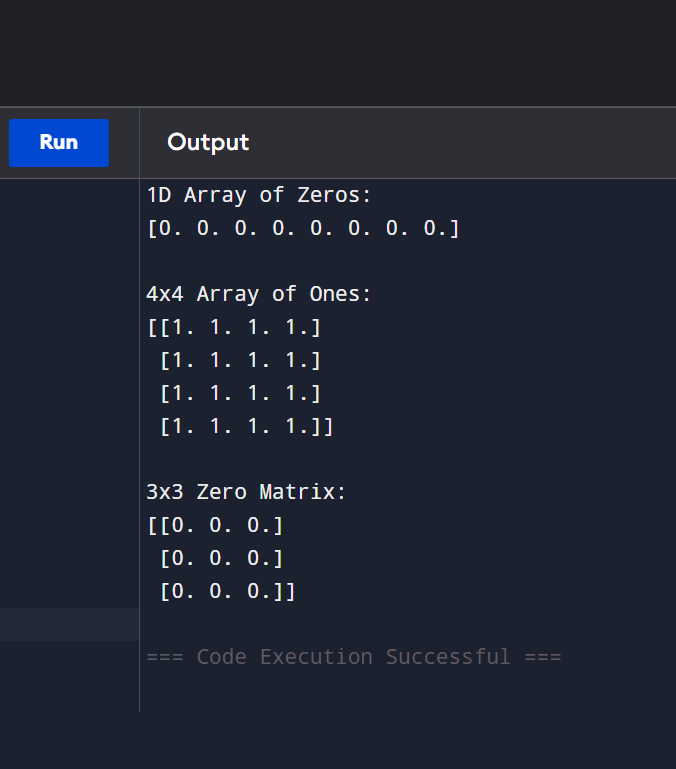 Run
Output
1D Array of Zeros:
[0. 0. 0. 0. 0. 0. 0. 0.]
4x4 Array of Ones:
[[1. 1. 1. 1.]
 [1. 1. 1. 1.]
 [1. 1. 1. 1.]
 [1. 1. 1. 1.]]
3x3 Zero Matrix:
[[0. 0. 0.]
 [0. 0. 0.]
 [0. 0. 0.]]
=== Code Execution Successful ===